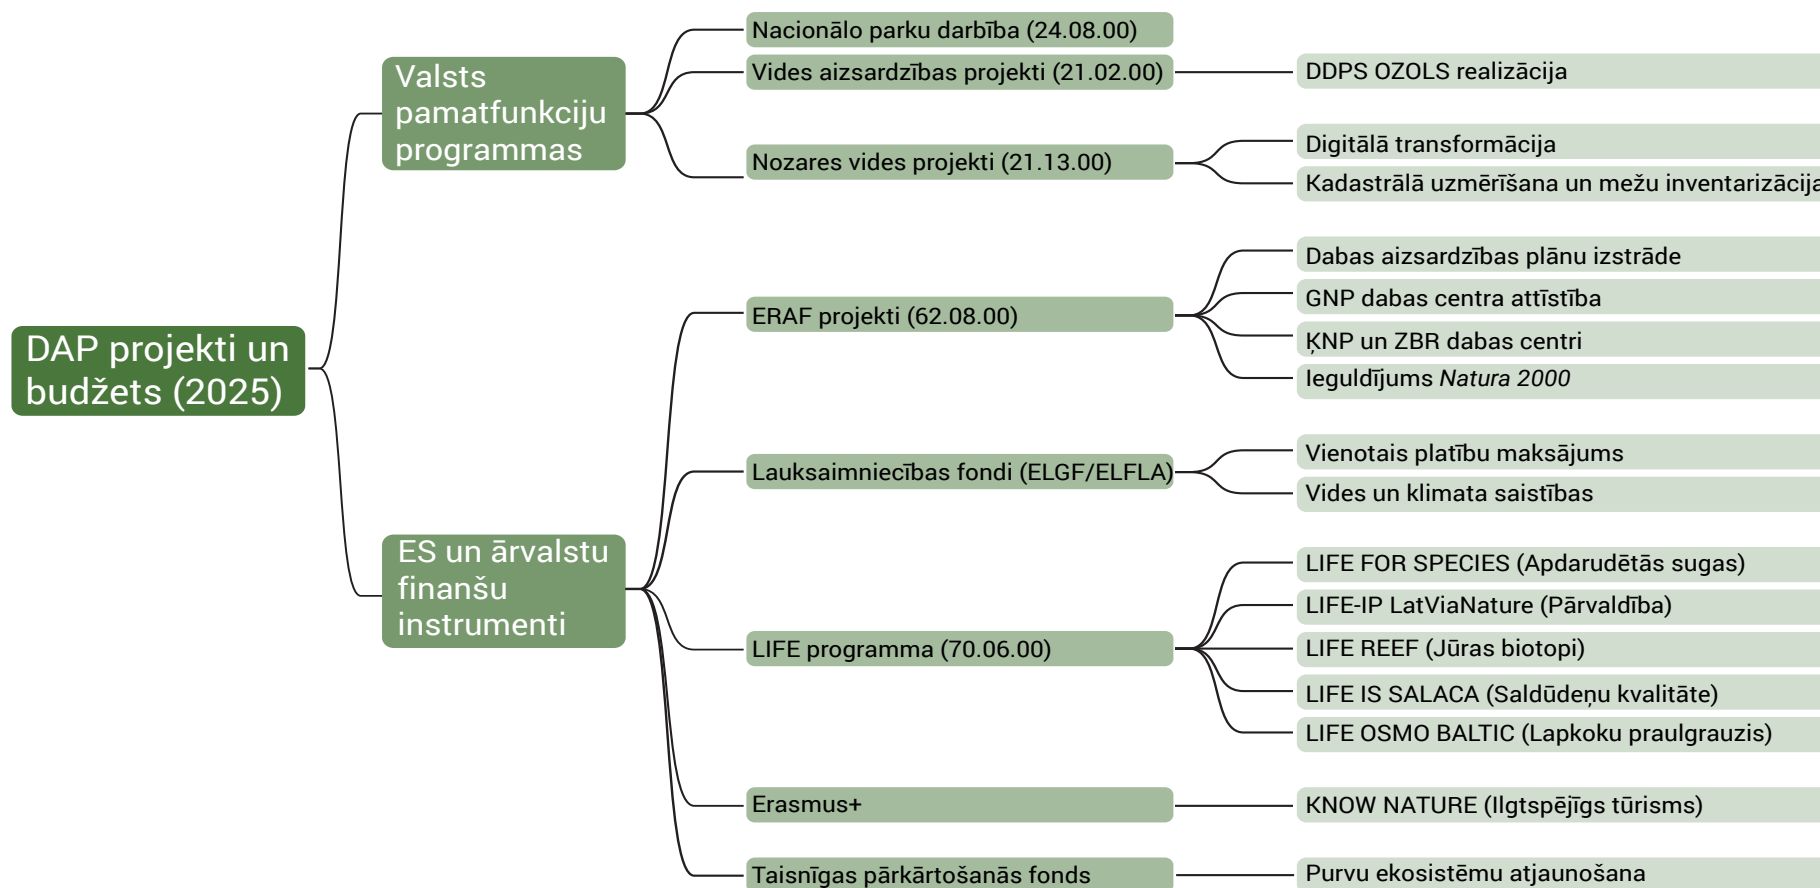 DAP projekti un
budžets (2025)
Valsts
pamatfunkciju
programmas
Nacionālo parku darbība (24.08.00)
Vides aizsardzības projekti (21.02.00)
DDPS OZOLS realizācija
Nozares vides projekti (21.13.00)
Digitālā transformācija
Kadastrālā uzmērīšana un mežu inventarizācija
ES un ārvalstu
finanšu
instrumenti
ERAF projekti (62.08.00)
Dabas aizsardzības plānu izstrāde
GNP dabas centra attīstība
ĶNP un ZBR dabas centri
Ieguldījums Natura 2000
Lauksaimniecības fondi (ELGF/ELFLA)
Vienotais platību maksājums
Vides un klimata saistības
LIFE programma (70.06.00)
LIFE FOR SPECIES (Apdarudētās sugas)
LIFE-IP LatViaNature (Pārvaldība)
LIFE REEF (Jūras biotopi)
LIFE IS SALACA (Saldūdeņu kvalitāte)
LIFE OSMO BALTIC (Lapkoku praulgrauzis)
Erasmus+
KNOW NATURE (Ilgtspējīgs tūrisms)
Taisnīgas pārkārtošanās fonds
Purvu ekosistēmu atjaunošana